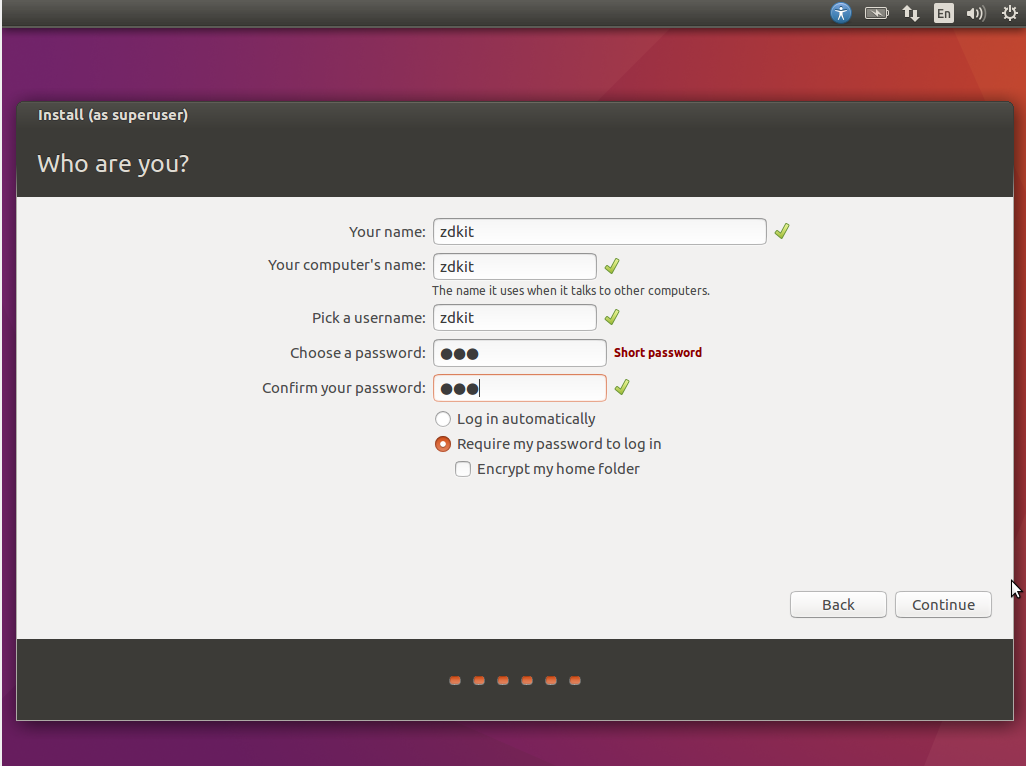 En
Install (as superuser)
Who are you?
Your name: zdkit
Your computer's name: zdkit
The name it uses when it talks to other computers.
Pick a username: zdkit
Choose a password: ●●● Short password
Confirm your password: ●●●
Log in automatically
Require my password to log in
Encrypt my home folder
Back Continue